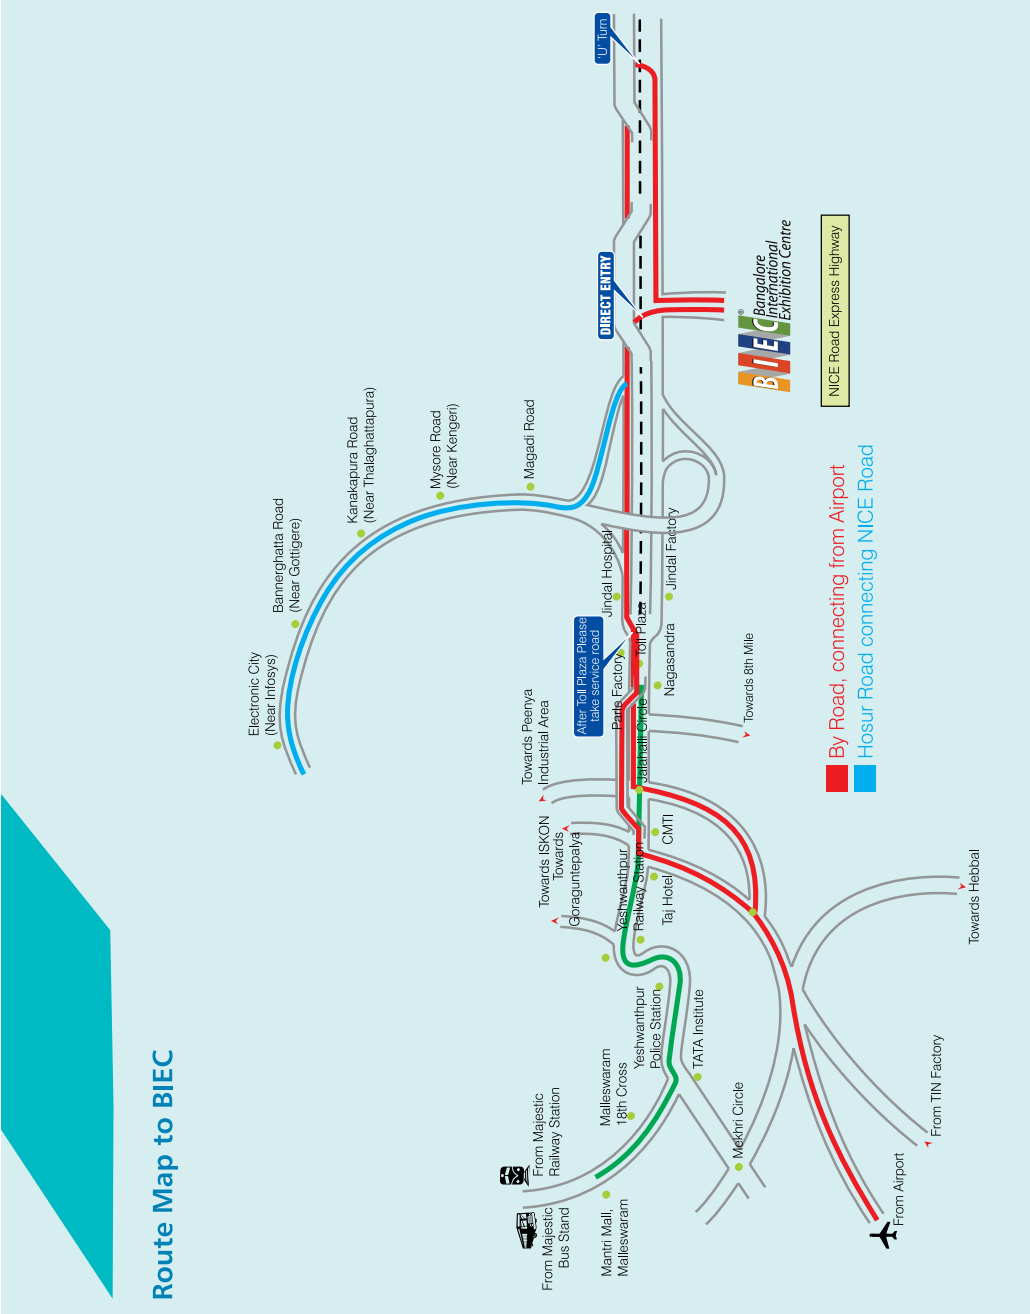 Route Map to BIEC
From Majestic
Bus Stand
From Majestic
Railway Station
Mantri Mall,
Malleswaram
Malleswaram
18th Cross
Yeshwanthpur
Police Station
TATA Institute
Mekhri Circle
From Airport
From TIN Factory
Towards Hebbal
Yeshwanthpur
Railway Station
Taj Hotel
CMTI
Goraguntepalya
Towards
Towards ISKON
Towards Peenya
Industrial Area
Jalahalli Circle
Towards 8th Mile
Parle Factory
Nagasandra
Toll Plaza
After Toll Plaza Please
take service road
Jindal Hospital
Jindal Factory
Electronic City
(Near Infosys)
Bannerghatta Road
(Near Gottigere)
Kanakapura Road
(Near Thalaghattapura)
Mysore Road
(Near Kengeri)
Magadi Road
DIRECT ENTRY
'U' Turn
BIEC®
Bangalore
International
Exhibition Centre
NICE Road Express Highway
By Road, connecting from Airport
Hosur Road connecting NICE Road